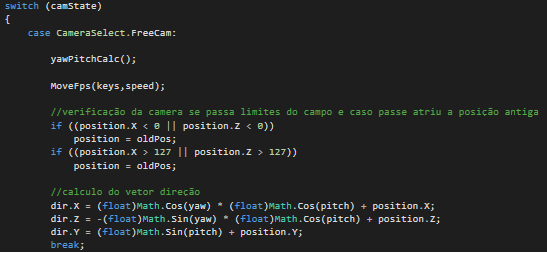 switch (camState)
{
case CameraSelect.FreeCam:
yawPitchCalc();
MoveFps(keys,speed);
//verificação da camera se passa limites do campo e caso passe atriu a posição antiga
if ((position.X < 0 || position.Z < 0))
position = oldPos;
if ((position.X > 127 || position.Z > 127))
position = oldPos;
//calculo do vetor direção
dir.X = (float)Math.Cos(yaw) * (float)Math.Cos(pitch) + position.X;
dir.Z = -(float)Math.Sin(yaw) * (float)Math.Cos(pitch) + position.Z;
dir.Y = (float)Math.Sin(pitch) + position.Y;
break;